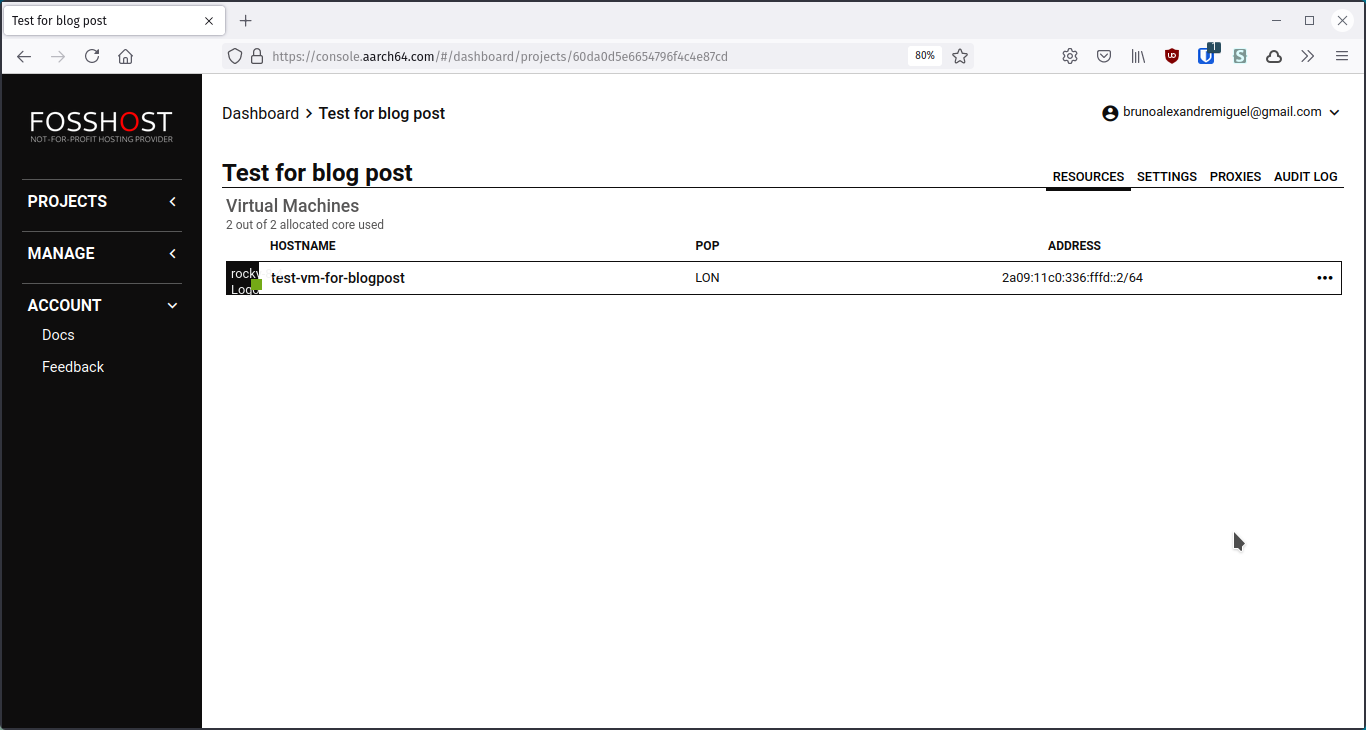 Test for blog post
https://console.aarch64.com/#/dashboard/projects/60da0d5e6654796f4c4e87cd
80%
FOSSHOST
NOT-FOR-PROFIT HOSTING PROVIDER
PROJECTS
MANAGE
ACCOUNT
Docs
Feedback
Dashboard > Test for blog post
brunoalexandremiguel@gmail.com
Test for blog post
RESOURCES SETTINGS PROXIES AUDIT LOG
Virtual Machines
2 out of 2 allocated core used
HOSTNAME POP ADDRESS
rocky
Logo
test-vm-for-blogpost LON 2a09:11c0:336:fffd::2/64